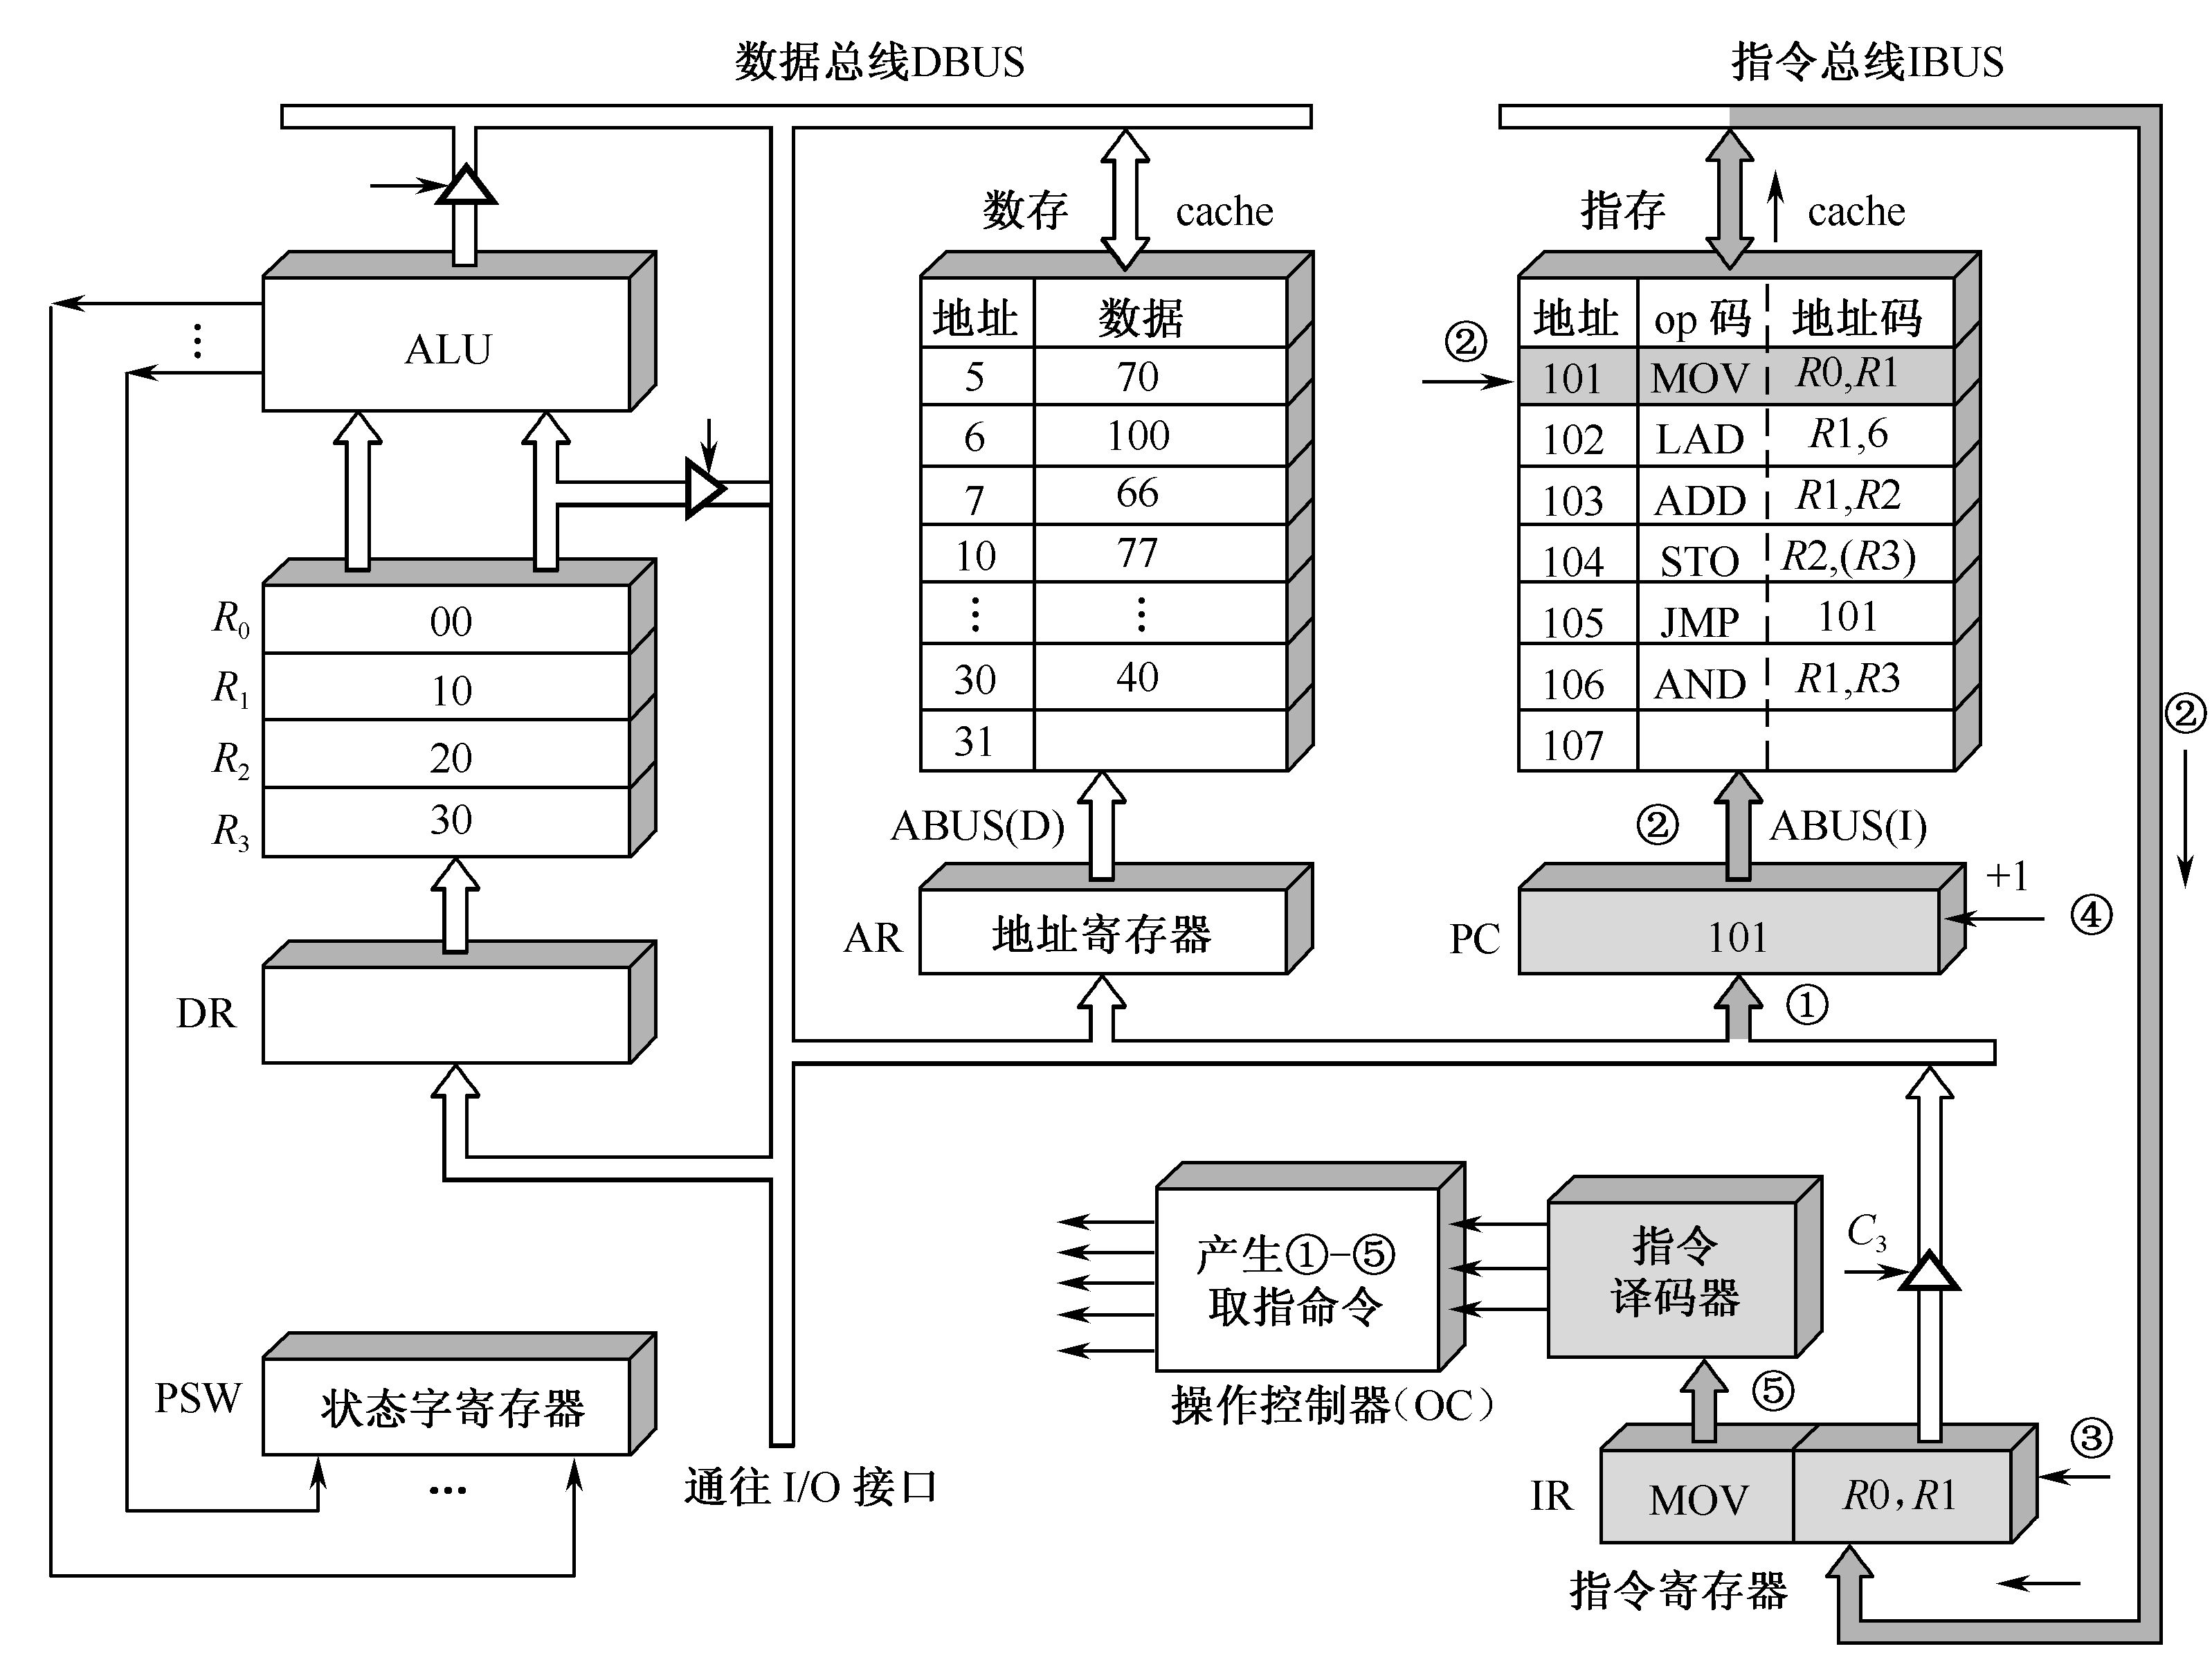 数据总线DBUS
指令总线IBUS
数存 cache
指存 cache
ALU
⋮
地址 数据
5 70
6 100
7 66
10 77
⋮ ⋮
30 40
31
②
地址 op 码 地址码
101 MOV R0,R1
102 LAD R1,6
103 ADD R1,R2
104 STO R2,(R3)
105 JMP 101
106 AND R1,R3
107
②
R0 00
R1 10
R2 20
R3 30
ABUS(D)
② ABUS(I)
AR 地址寄存器
PC 101
+1
④
①
DR
产生①-⑤
取指命令
操作控制器(OC)
指令
译码器
C3
⑤
③
PSW 状态字寄存器
…
通往 I/O 接口
IR MOV R0, R1
指令寄存器